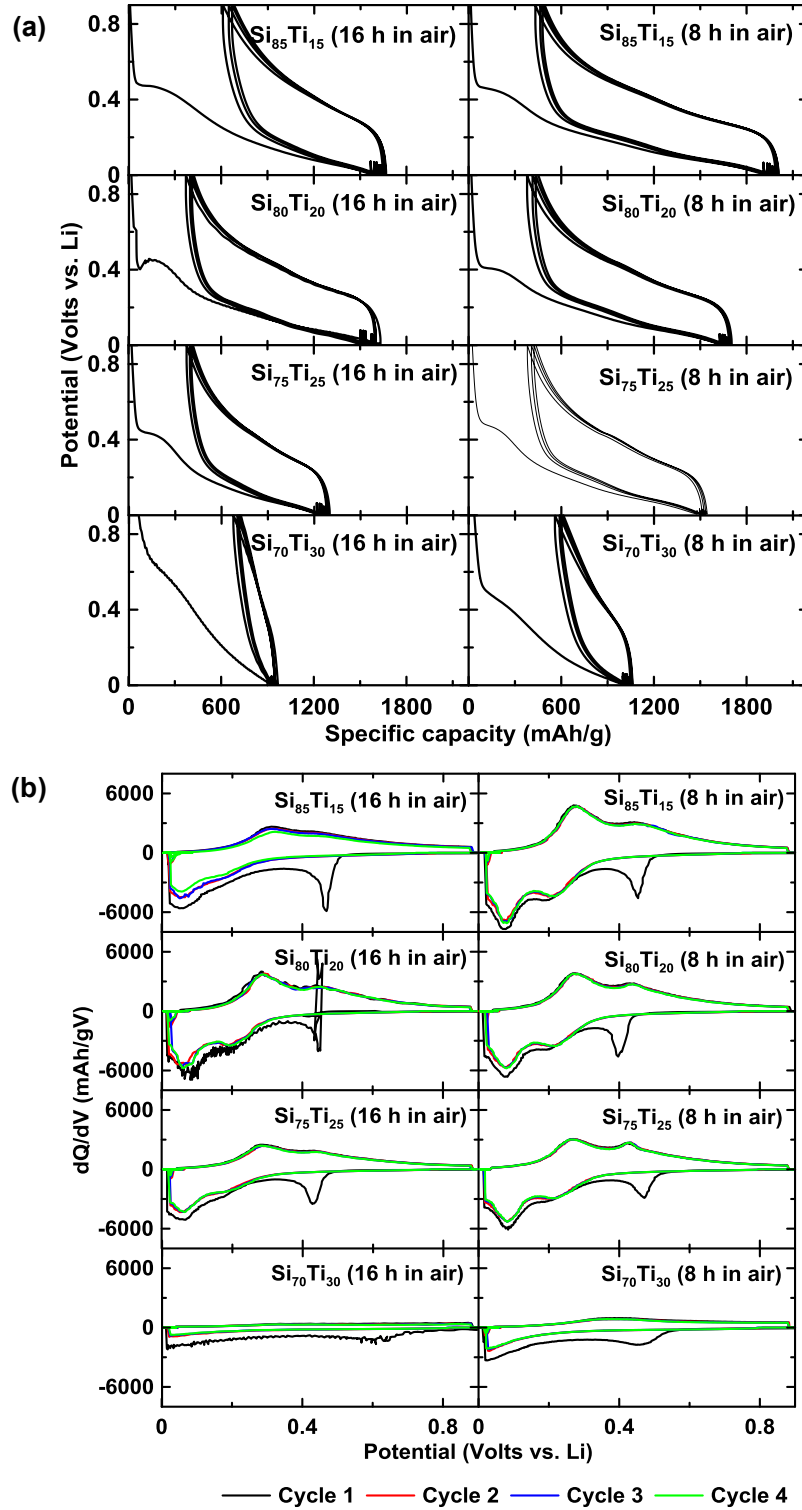 (a)
Si85Ti15 (16 h in air)
Si85Ti15 (8 h in air)
0.8
0.4
0
Si80Ti20 (16 h in air)
Si80Ti20 (8 h in air)
0.8
0.4
0
Si75Ti25 (16 h in air)
Si75Ti25 (8 h in air)
0.8
0.4
0
Si70Ti30 (16 h in air)
Si70Ti30 (8 h in air)
0.8
0.4
0
Potential (Volts vs. Li)
0 600 1200 1800 600 1200 1800
Specific capacity (mAh/g)
(b)
Si85Ti15 (16 h in air)
Si85Ti15 (8 h in air)
6000
0
-6000
Si80Ti20 (16 h in air)
Si80Ti20 (8 h in air)
6000
0
-6000
Si75Ti25 (16 h in air)
Si75Ti25 (8 h in air)
6000
0
-6000
Si70Ti30 (16 h in air)
Si70Ti30 (8 h in air)
6000
0
-6000
dQ/dV (mAh/gV)
0 0.4 0.8 0 0.4 0.8
Potential (Volts vs. Li)
Cycle 1 Cycle 2 Cycle 3 Cycle 4